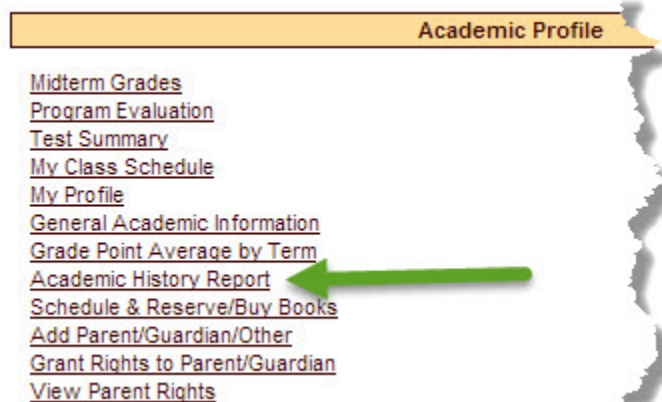 Academic Profile
Midterm Grades
Program Evaluation
Test Summary
My Class Schedule
My Profile
General Academic Information
Grade Point Average by Term
Academic History Report
Schedule & Reserve/Buy Books
Add Parent/Guardian/Other
Grant Rights to Parent/Guardian
View Parent Rights